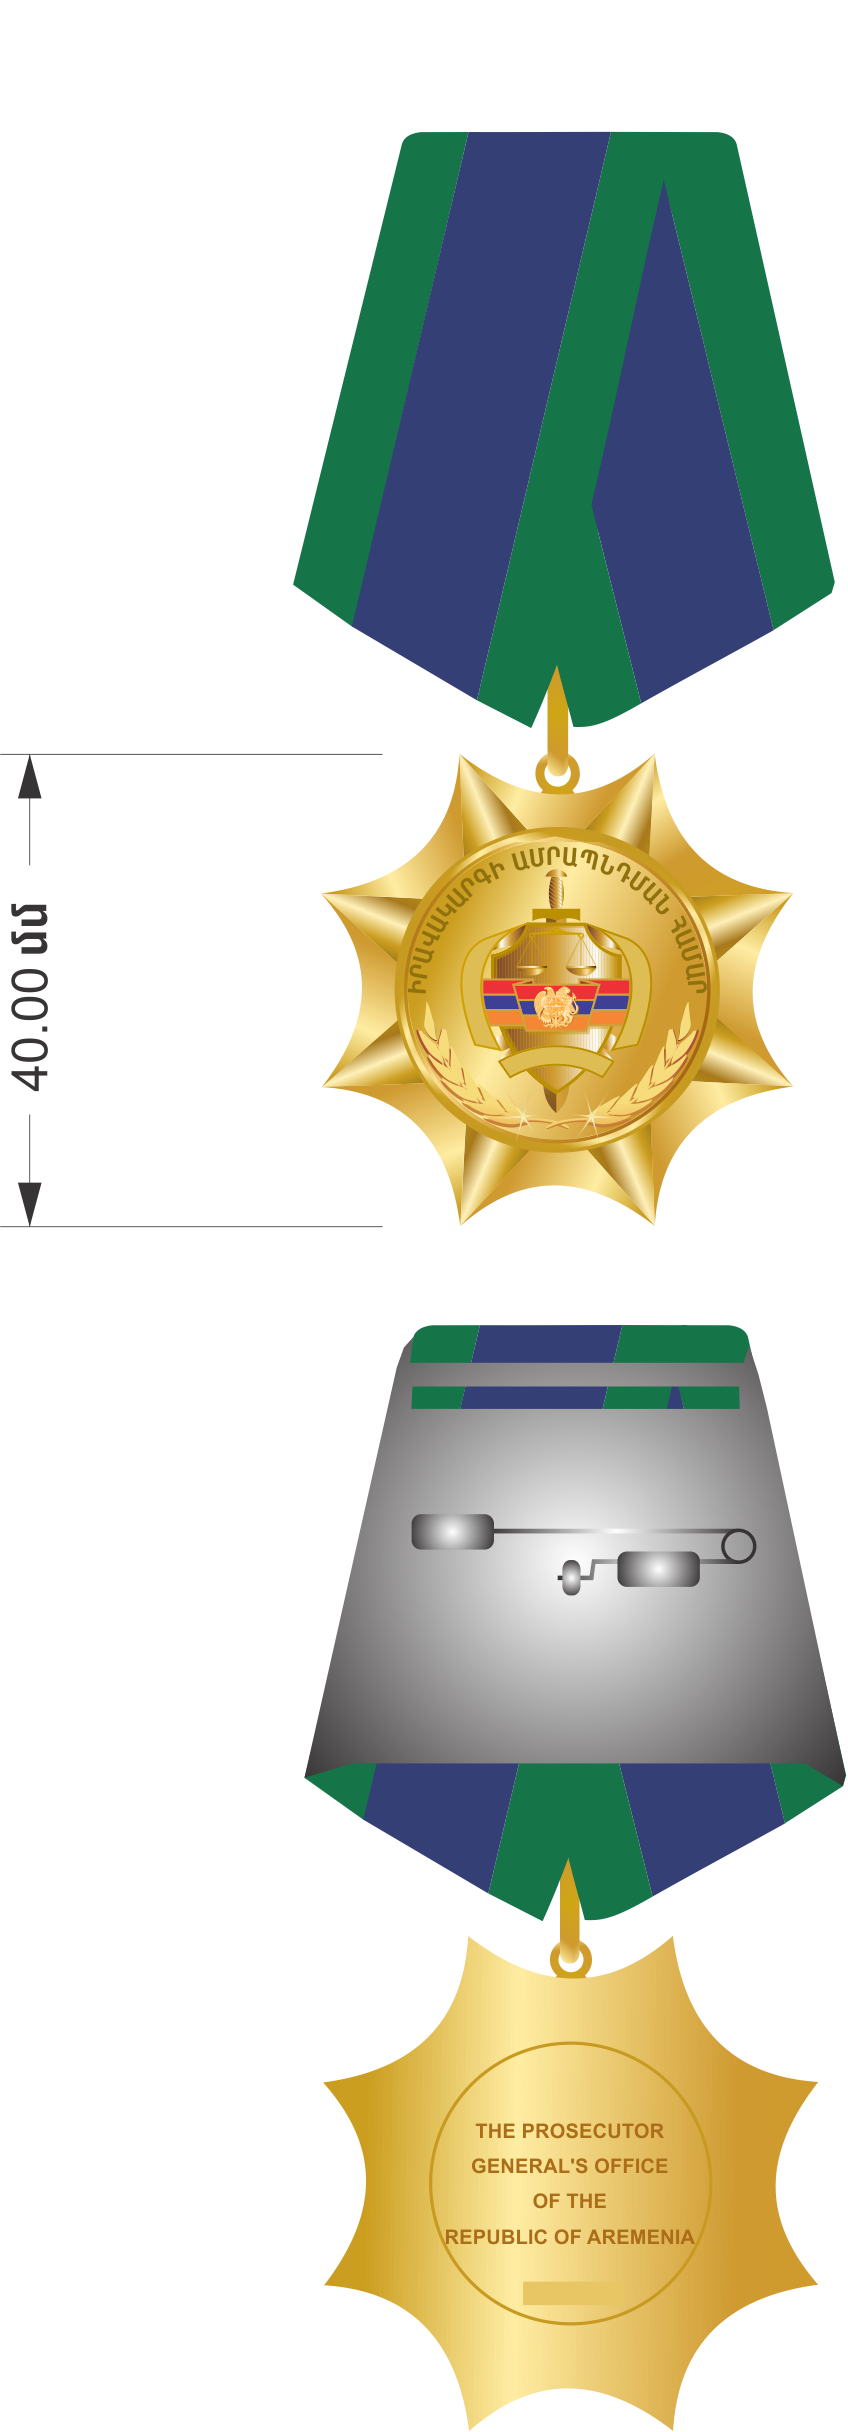 ԻՐԱՎԱԿԱՐԳԻ ԱՄՐԱՊՆԴՄԱՆ ՀԱՄԱՐ
40.00 մմ
THE PROSECUTOR
GENERAL'S OFFICE
OF THE
REPUBLIC OF AREMENIA